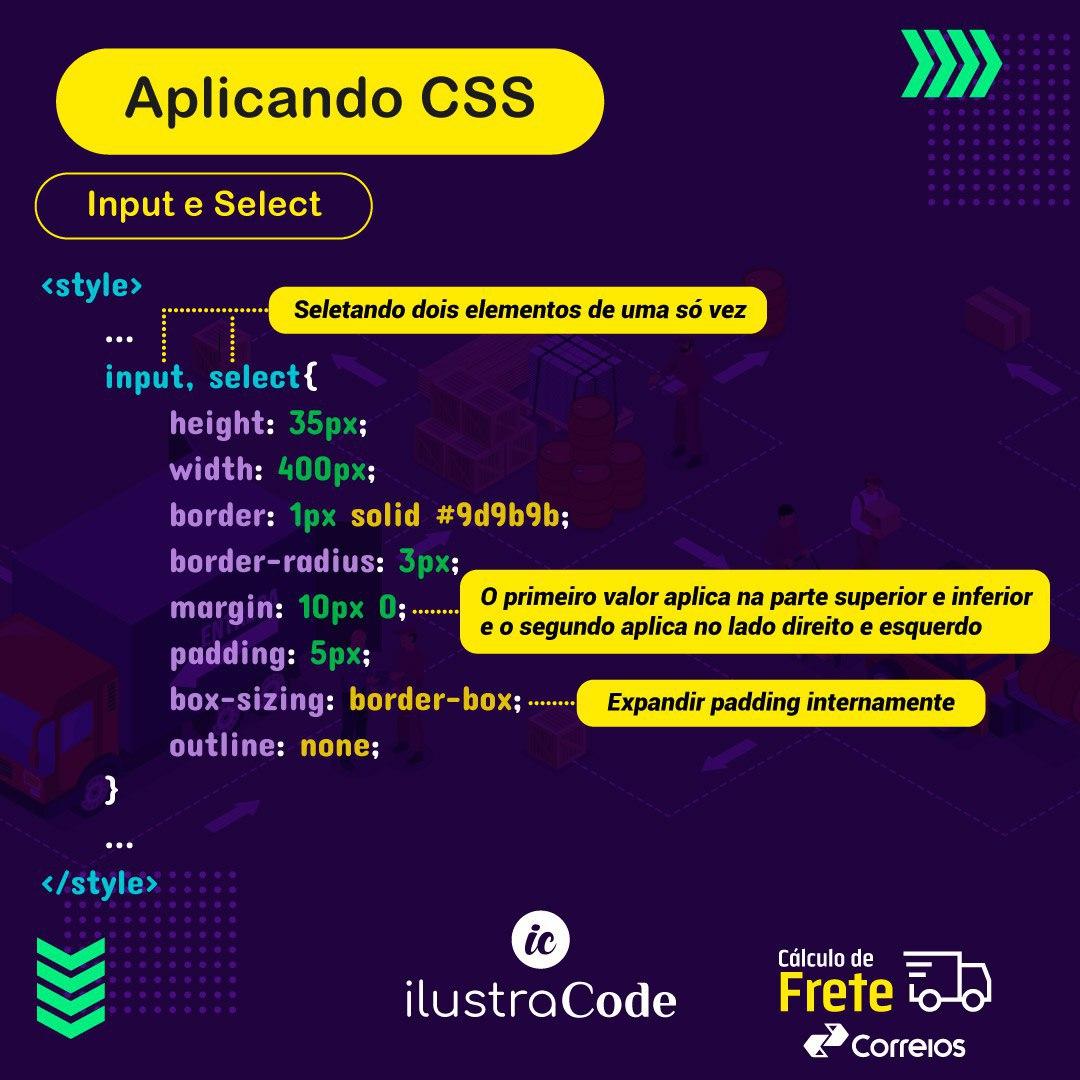 Aplicando CSS
Input e Select
<style>
Seletando dois elementos de uma só vez
...
input, select{
height: 35px;
width: 400px;
border: 1px solid #9d9b9b;
border-radius: 3px;
margin: 10px 0;
O primeiro valor aplica na parte superior e inferior
e o segundo aplica no lado direito e esquerdo
padding: 5px;
box-sizing: border-box;
Expandir padding internamente
outline: none;
}
...
</style>
ic
ilustraCode
Cálculo de
Frete
Correios